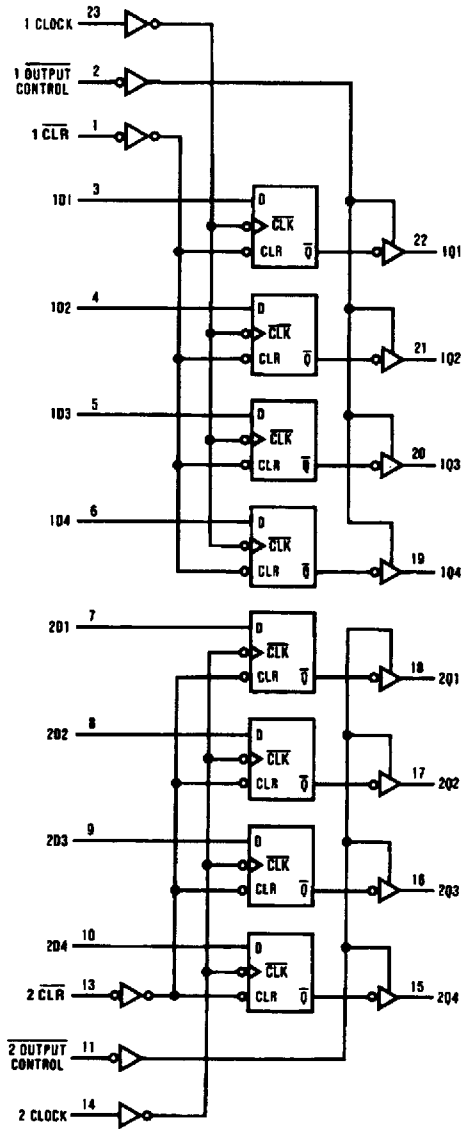 23
1 CLOCK
2
1 OUTPUT
CONTROL
1
1 CLR
1D1 3 D
CLK
CLR Q 22 1Q1
1D2 4 D
CLK
CLR Q 21 1Q2
1D3 5 D
CLK
CLR Q 20 1Q3
1D4 6 D
CLK
CLR Q 19 1Q4
2D1 7 D
CLK
CLR Q 18 2Q1
2D2 8 D
CLK
CLR Q 17 2Q2
2D3 9 D
CLK
CLR Q 16 2Q3
2D4 10 D
CLK
2 CLR 13 CLR Q 15 2Q4
2 OUTPUT 11
CONTROL
2 CLOCK 14